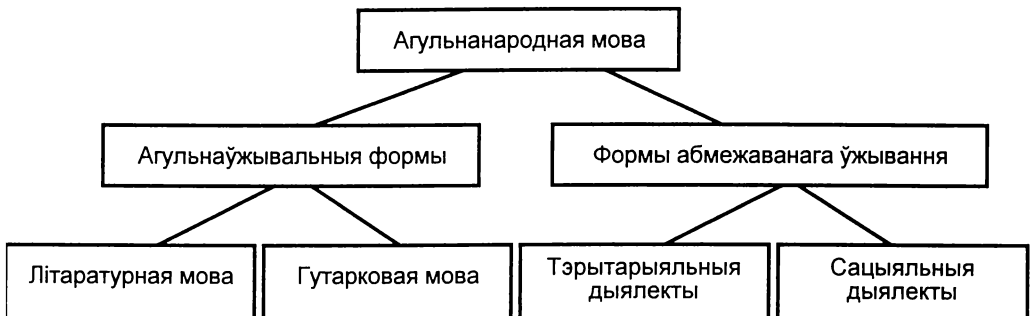 Агульнанародная мова
Агульнаўжывальныя формы
Формы абмежаванага ўжывання
Літаратурная мова
Гутарковая мова
Тэрытарыяльныя
дыялекты
Сацыяльныя
дыялекты